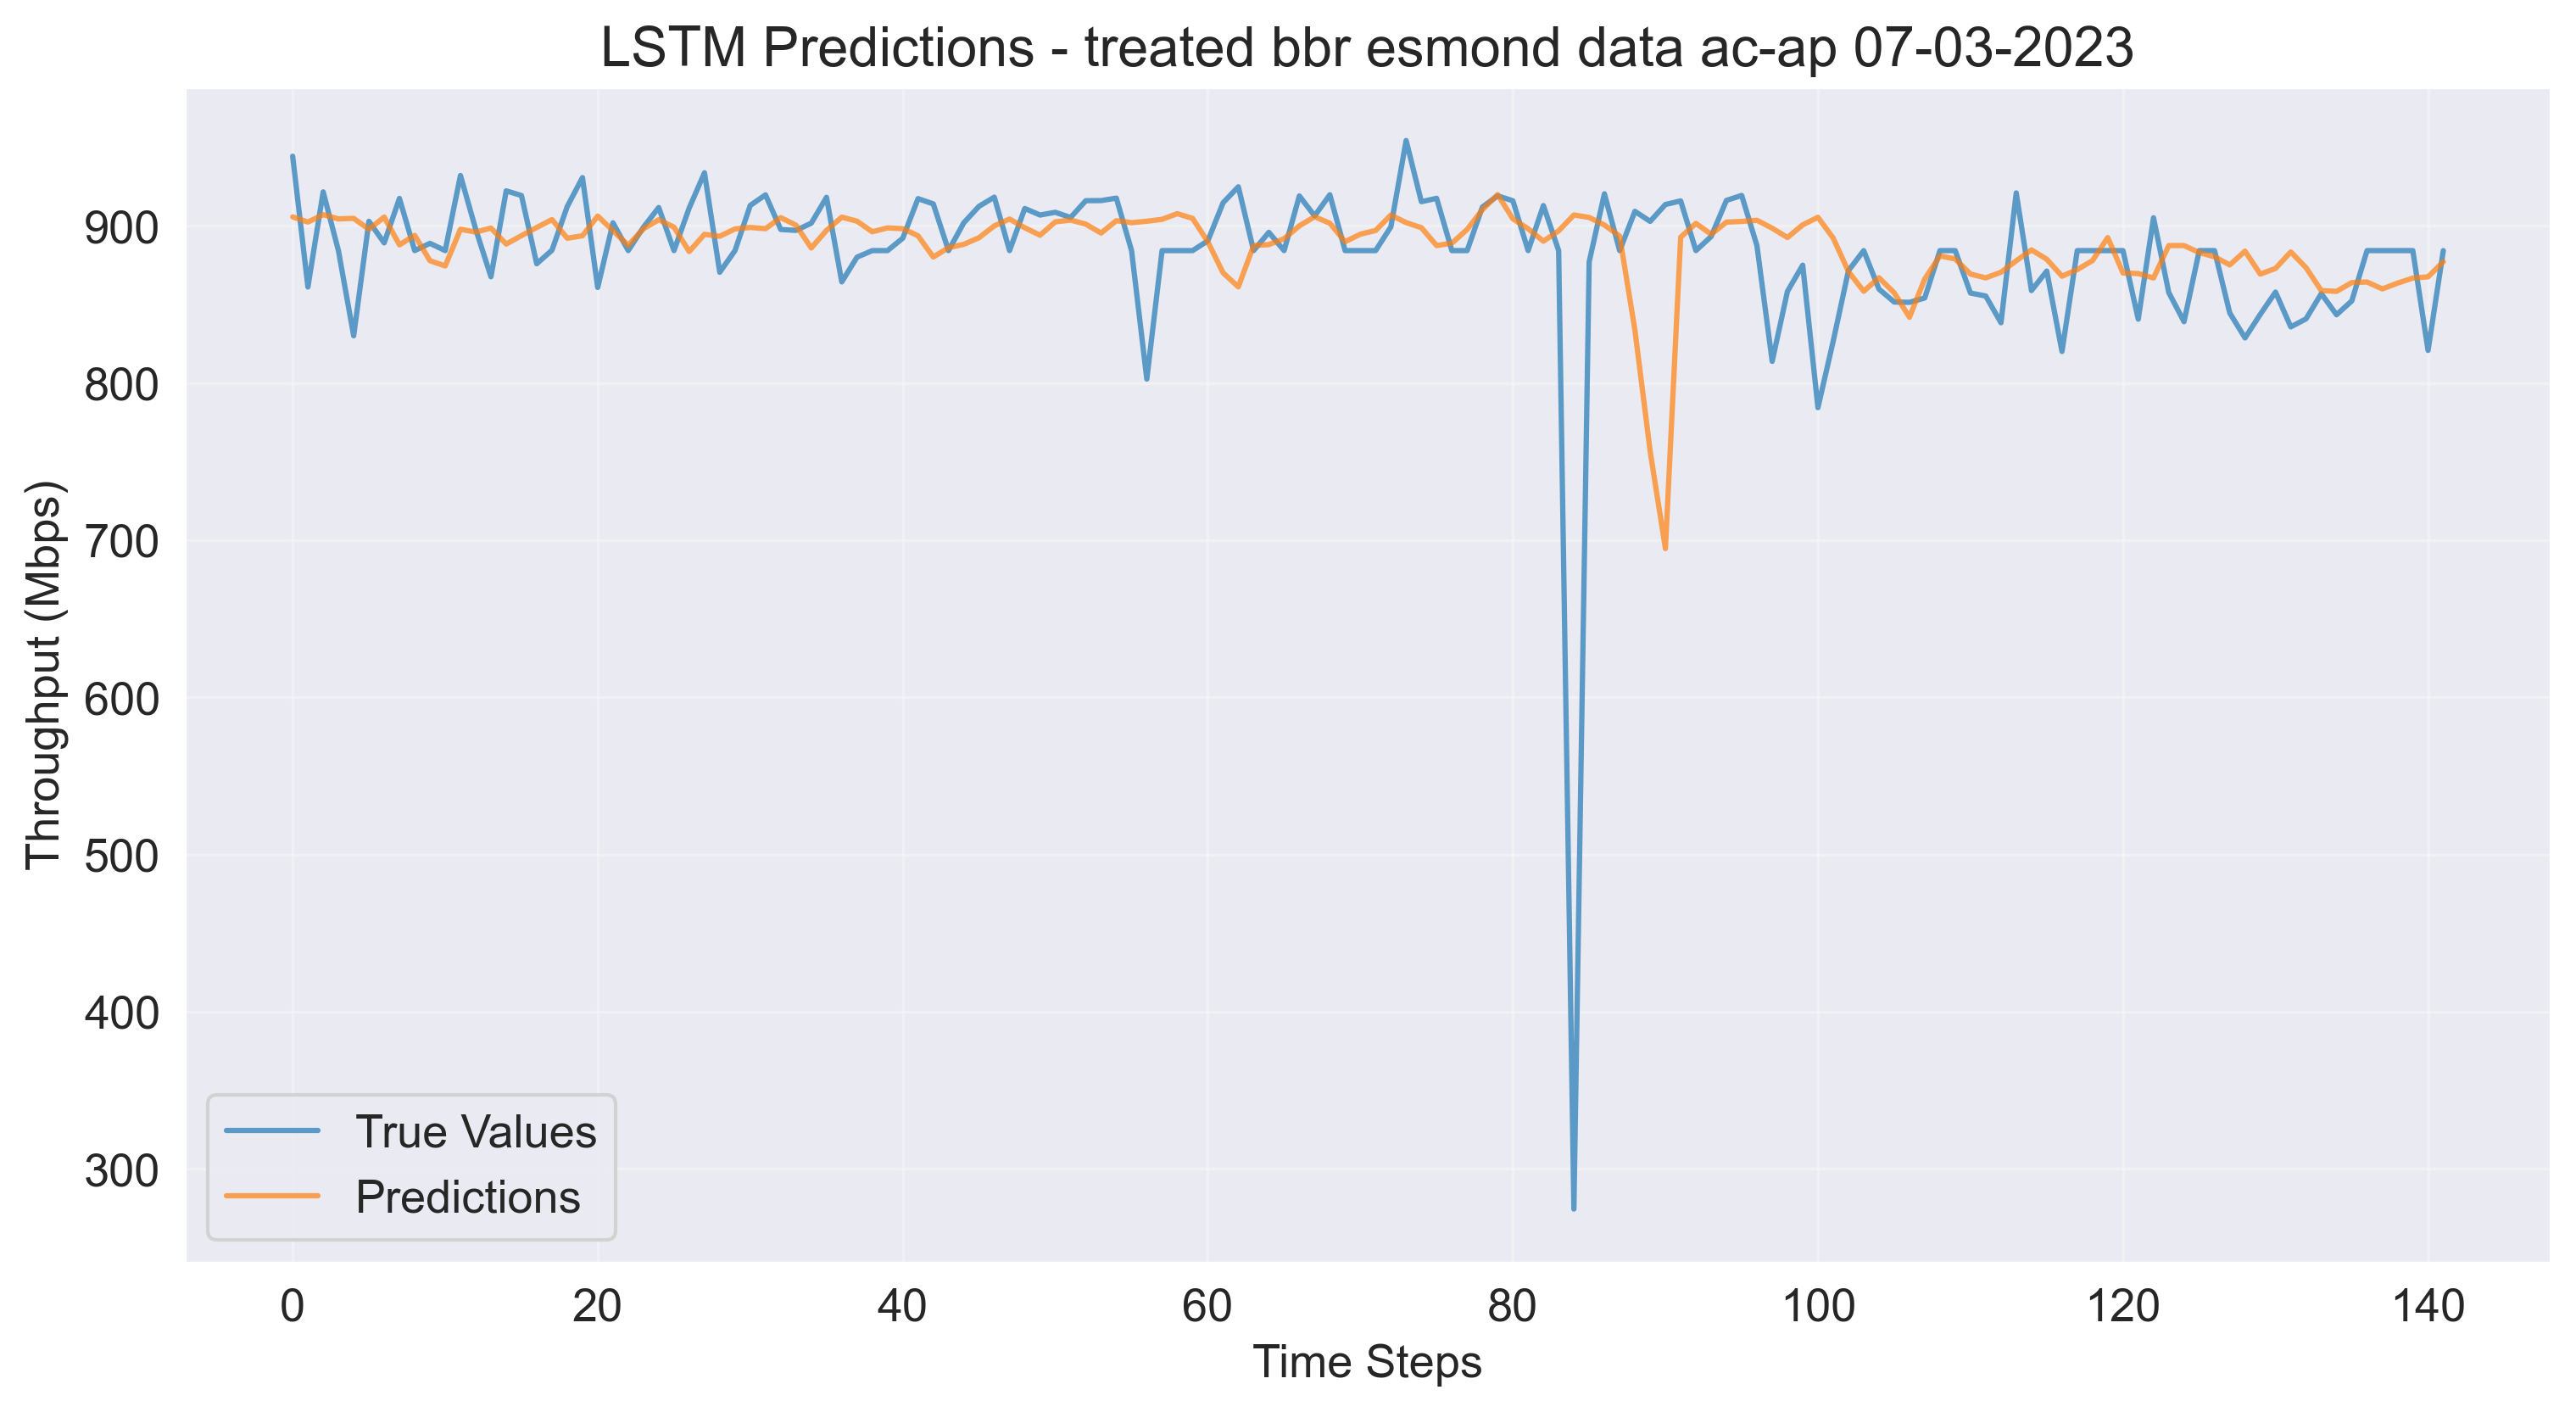 LSTM Predictions - treated bbr esmond data ac-ap 07-03-2023
Throughput (Mbps)
900
800
700
600
500
400
300
True Values
Predictions
0 20 40 60 80 100 120 140
Time Steps